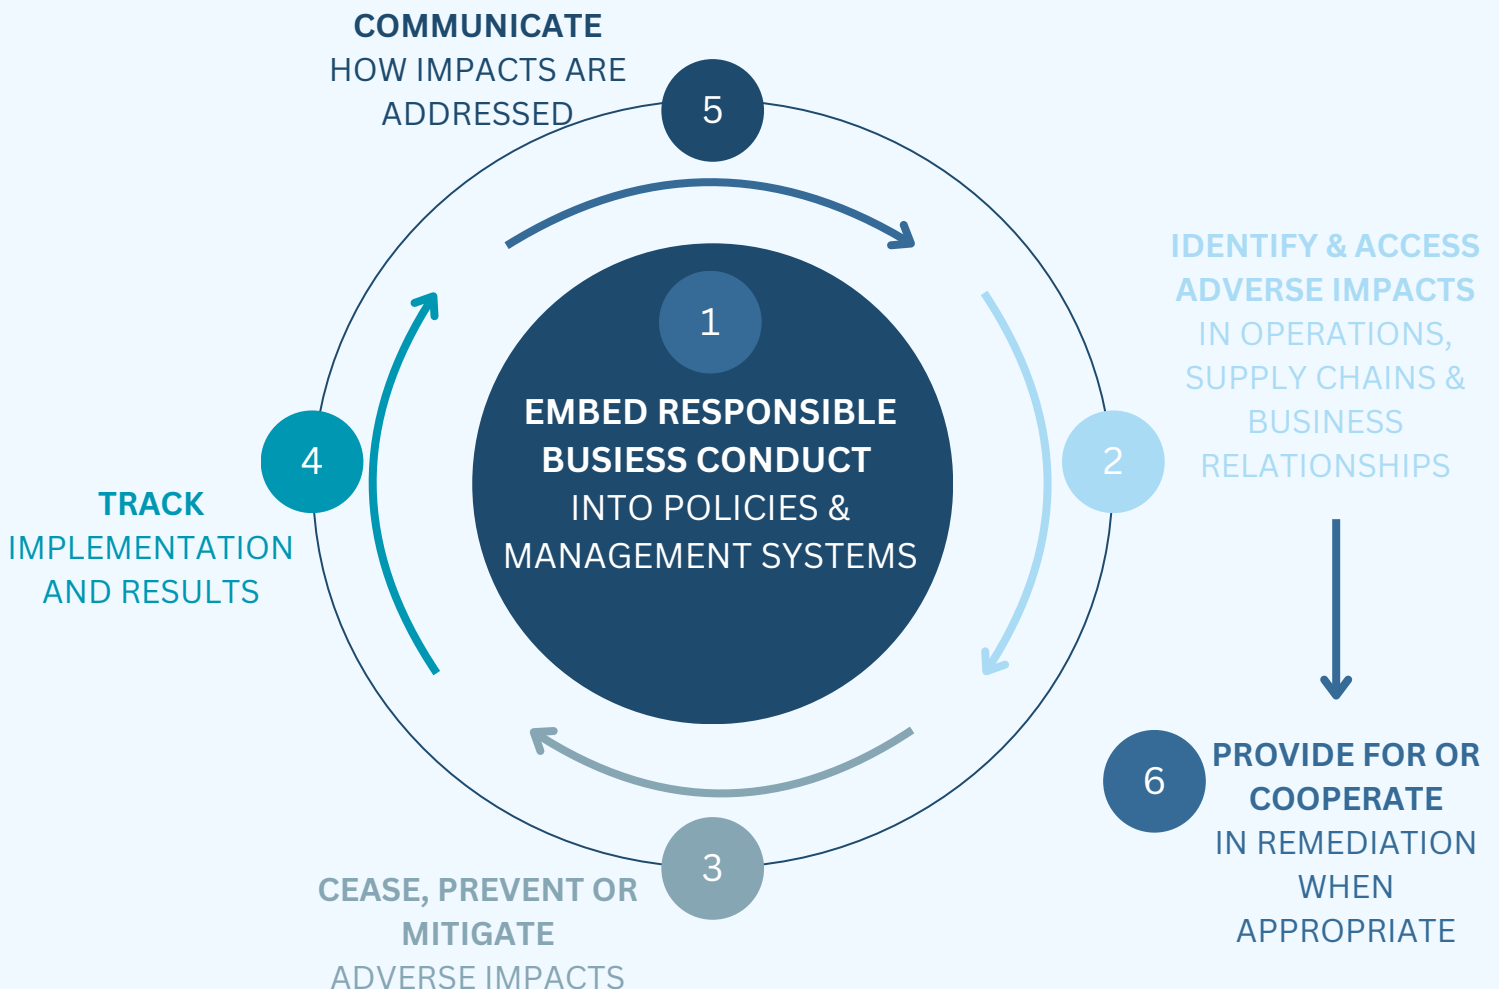 COMMUNICATE
HOW IMPACTS ARE
ADDRESSED
5
1
EMBED RESPONSIBLE
BUSIESS CONDUCT
INTO POLICIES &
MANAGEMENT SYSTEMS
2
IDENTIFY & ACCESS
ADVERSE IMPACTS
IN OPERATIONS,
SUPPLY CHAINS &
BUSINESS
RELATIONSHIPS
3
CEASE, PREVENT OR
MITIGATE
ADVERSE IMPACTS
4
TRACK
IMPLEMENTATION
AND RESULTS
6
PROVIDE FOR OR
COOPERATE
IN REMEDIATION
WHEN
APPROPRIATE